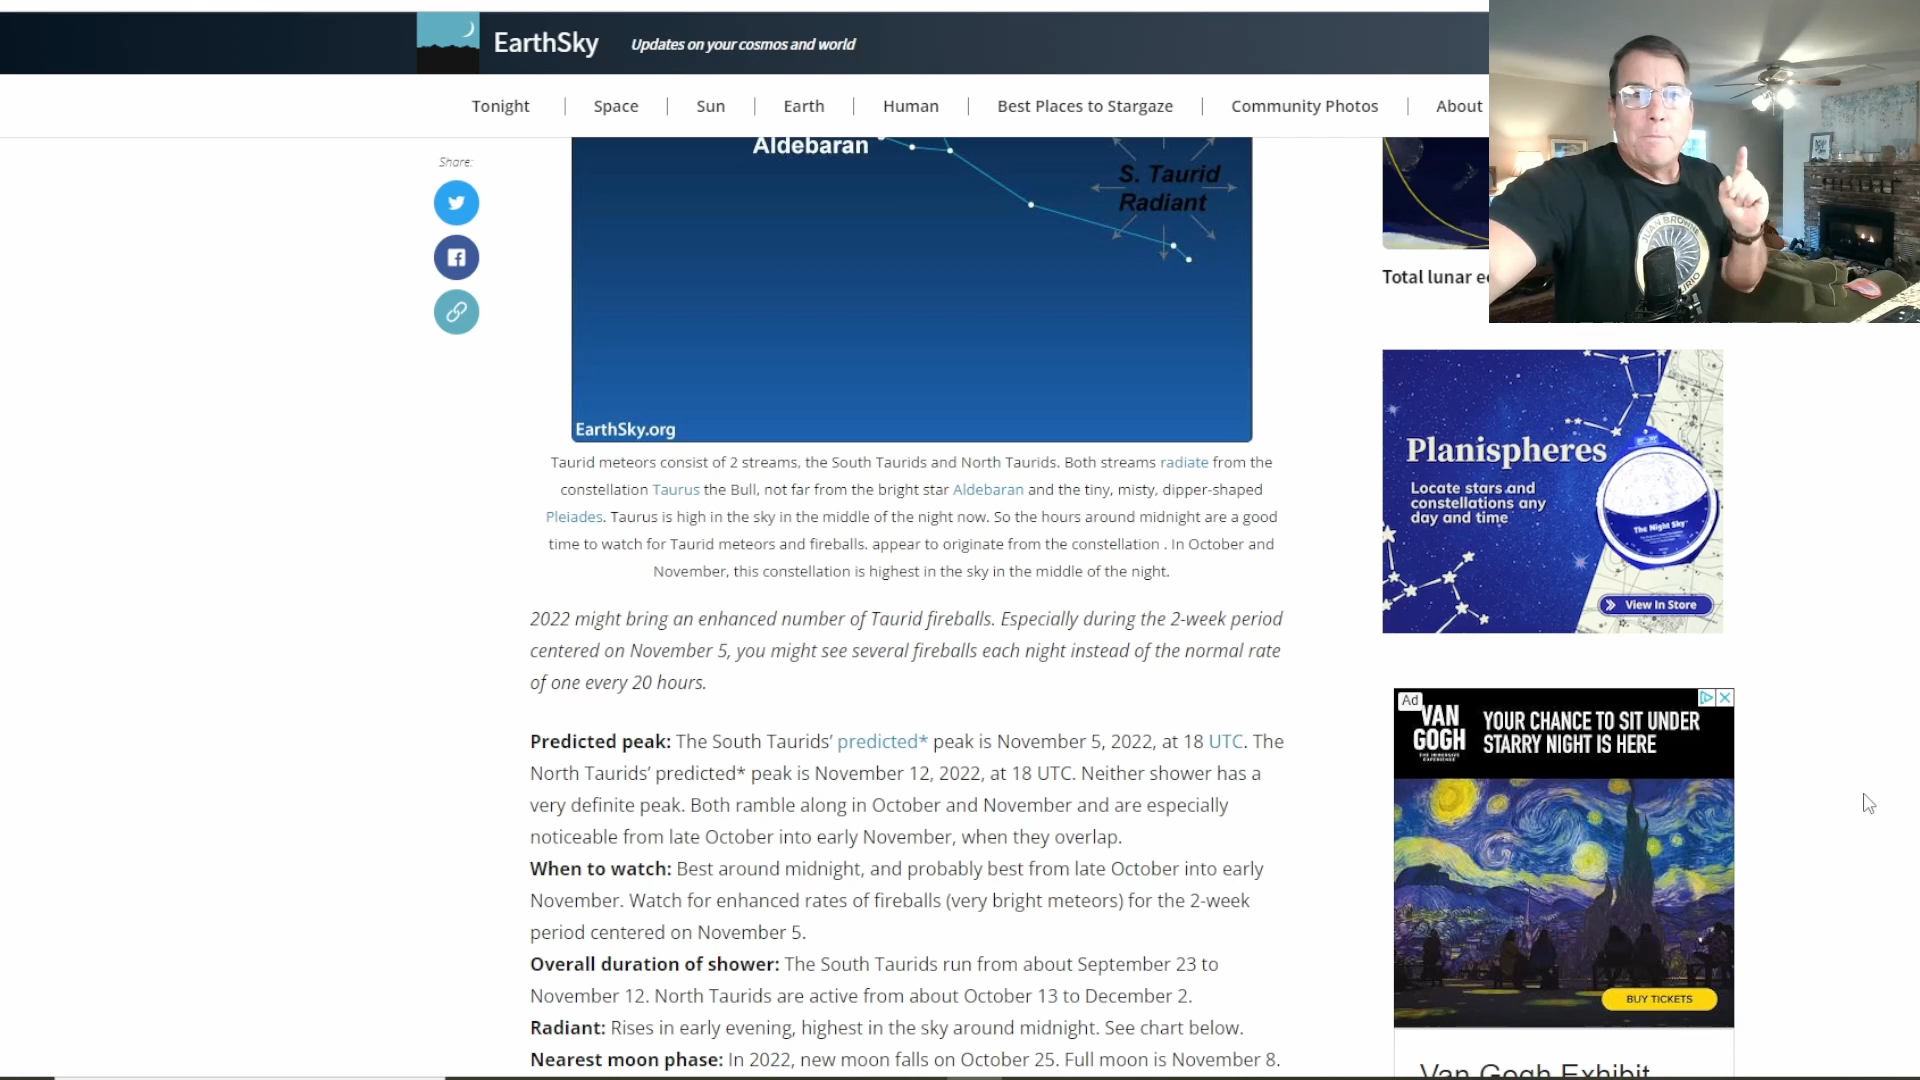 EarthSky
Updates on your cosmos and world
Tonight
Space
Sun
Earth
Human
Best Places to Stargaze
Community Photos
About
Share:
Aldebaran
S. Taurid
Radiant
EarthSky.org
Taurid meteors consist of 2 streams, the South Taurids and North Taurids. Both streams radiate from the
constellation Taurus the Bull, not far from the bright star Aldebaran and the tiny, misty, dipper-shaped
Pleiades. Taurus is high in the sky in the middle of the night now. So the hours around midnight are a good
time to watch for Taurid meteors and fireballs. appear to originate from the constellation . In October and
November, this constellation is highest in the sky in the middle of the night.
2022 might bring an enhanced number of Taurid fireballs. Especially during the 2-week period
centered on November 5, you might see several fireballs each night instead of the normal rate
of one every 20 hours.
Predicted peak: The South Taurids’ predicted* peak is November 5, 2022, at 18 UTC. The
North Taurids’ predicted* peak is November 12, 2022, at 18 UTC. Neither shower has a
very definite peak. Both ramble along in October and November and are especially
noticeable from late October into early November, when they overlap.
When to watch: Best around midnight, and probably best from late October into early
November. Watch for enhanced rates of fireballs (very bright meteors) for the 2-week
period centered on November 5.
Overall duration of shower: The South Taurids run from about September 23 to
November 12. North Taurids are active from about October 13 to December 2.
Radiant: Rises in early evening, highest in the sky around midnight. See chart below.
Nearest moon phase: In 2022, new moon falls on October 25. Full moon is November 8.
Total lunar
JUAN BROWNE
Planispheres
Locate stars and
constellations any
day and time
The Night Sky
View In Store
Ad
VAN
GOGH
THE IMMERSIVE
EXPERIENCE
YOUR CHANCE TO SIT UNDER
STARRY NIGHT IS HERE
BUY TICKETS
Van Gogh Exhibit